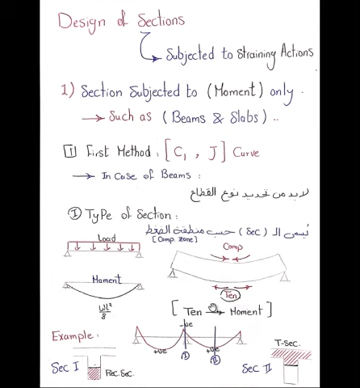 Design of Sections
Subjected to Straining Actions
1) Section Subjected to (Moment) only.
Such as (Beams & Slabs) ..
1 First Method: [C1, J] Curve
In Case of Beams:
لابد من تحديد نوع القطاع
① Type of Section:
نُسمى الـ (Sec) حسب منطقة الضغط
[Comp. zone]
Load
Comp
Ten
Moment
wl²/8
[Ten Moment]
Example:
-ve
+ve
①
②
Sec I
Rec. Sec.
Sec II
T-Sec.